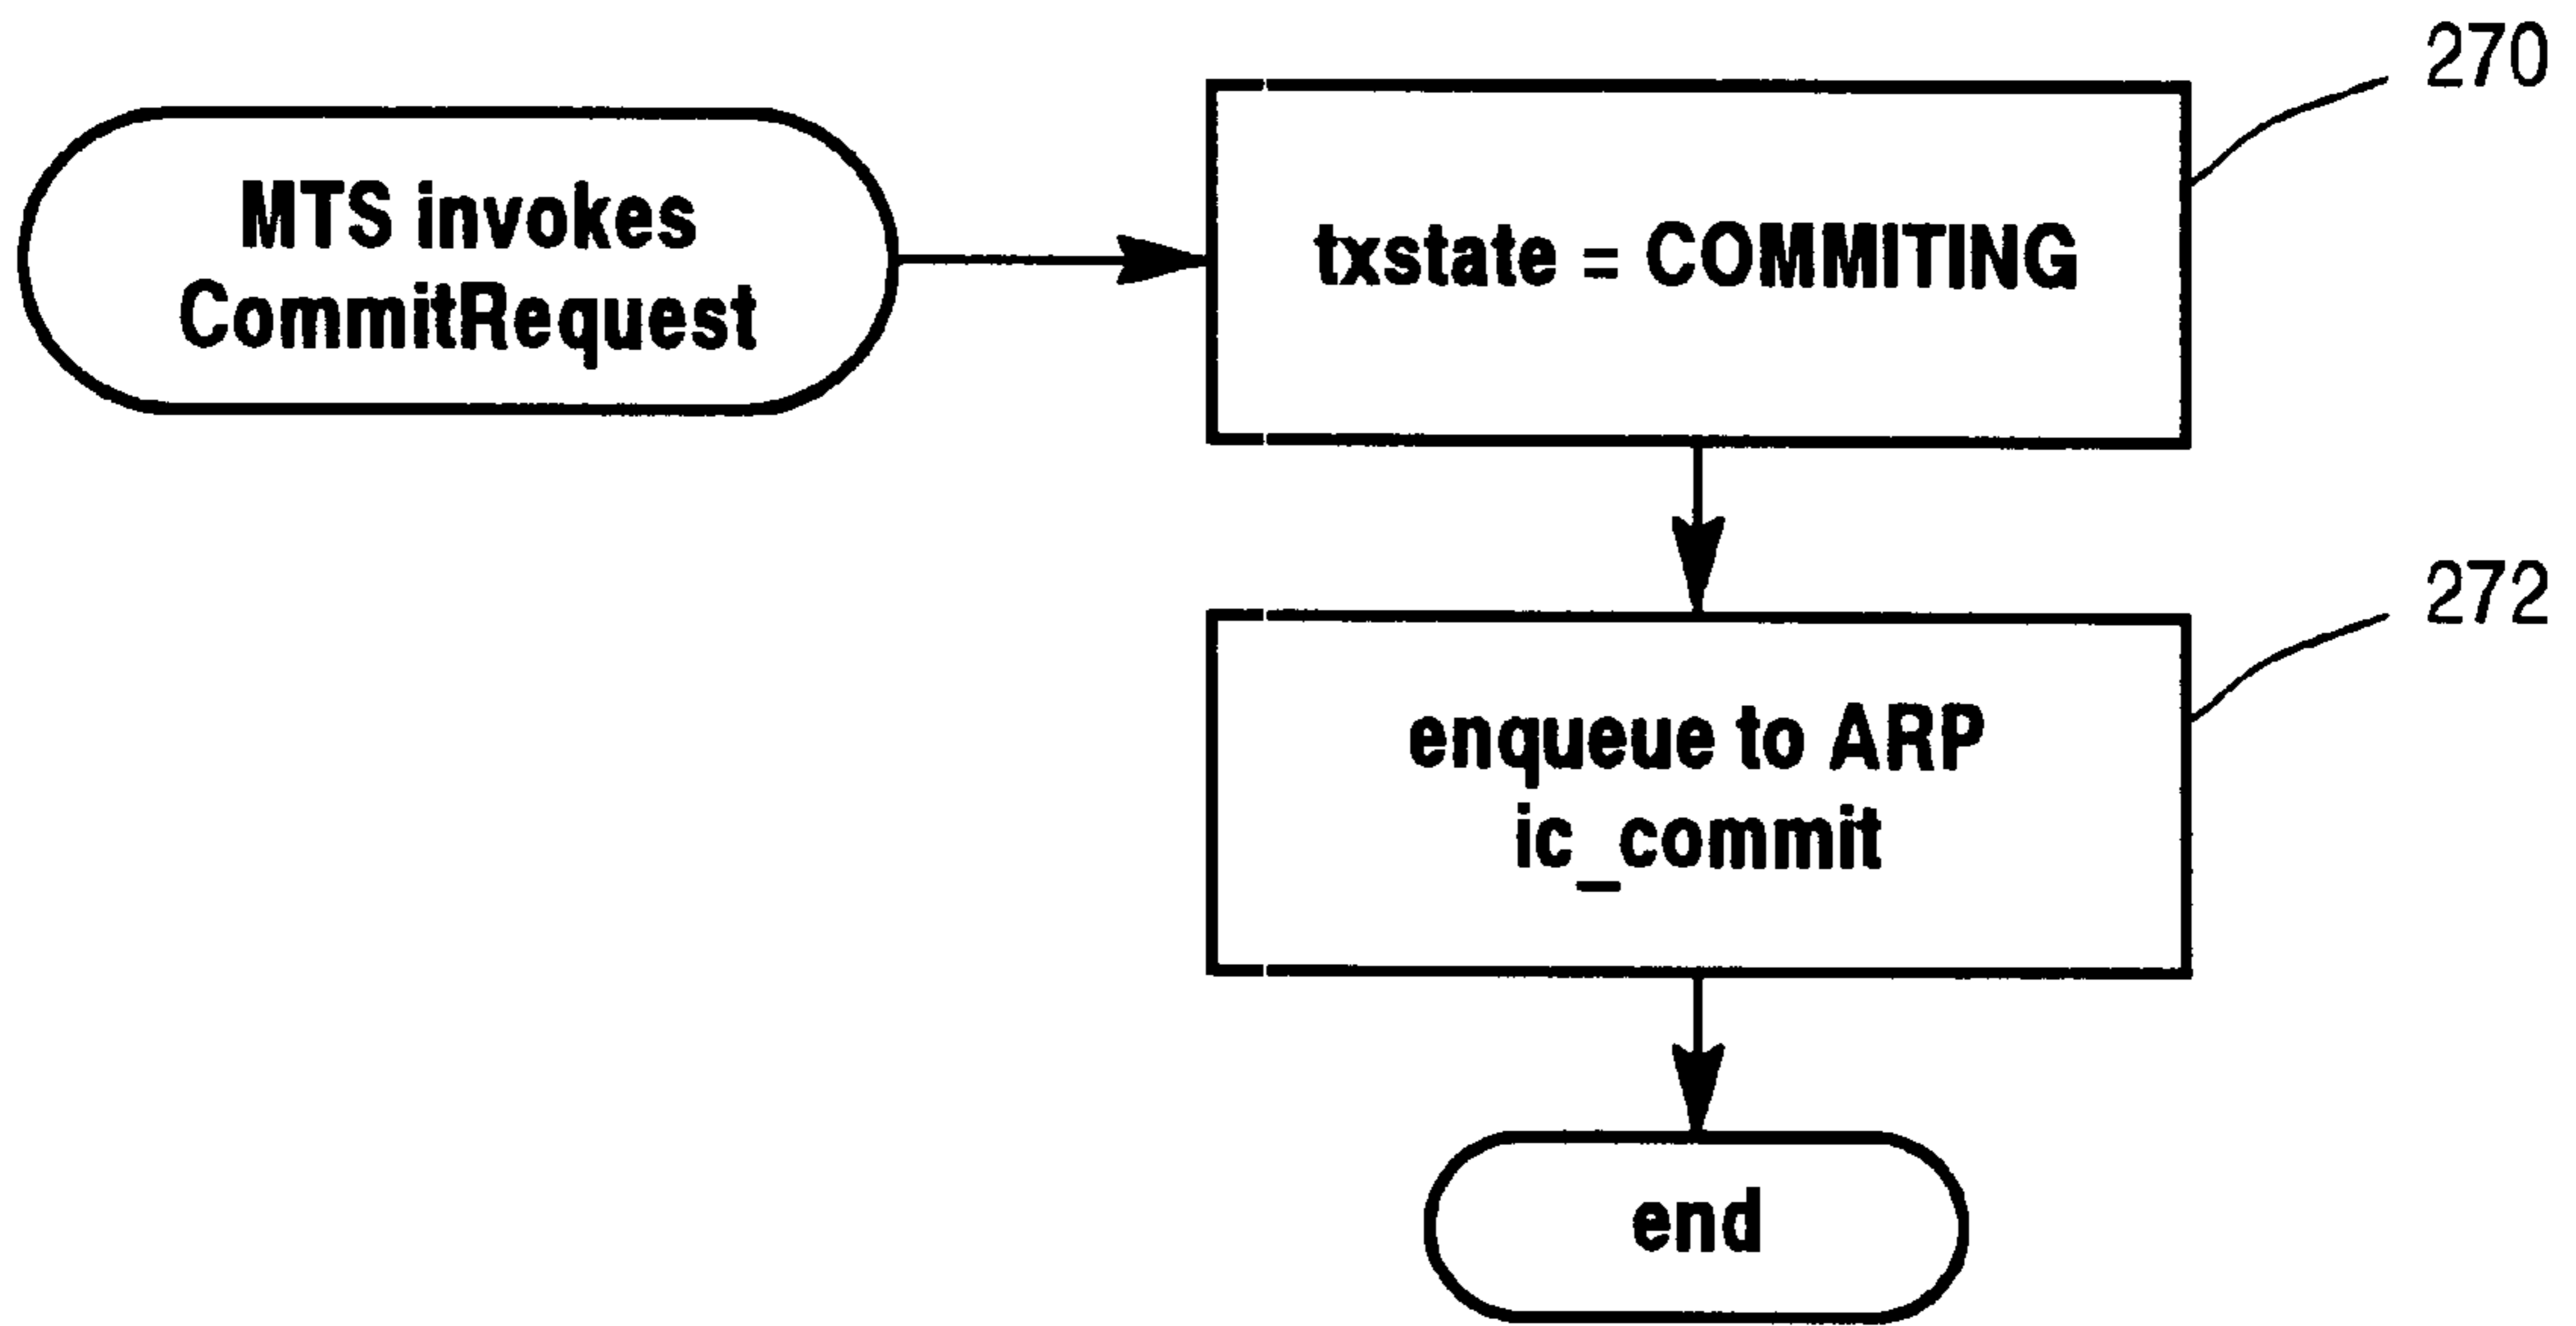 MTS invokes
CommitRequest
txstate = COMMITING
270
enqueue to ARP
ic_commit
272
end